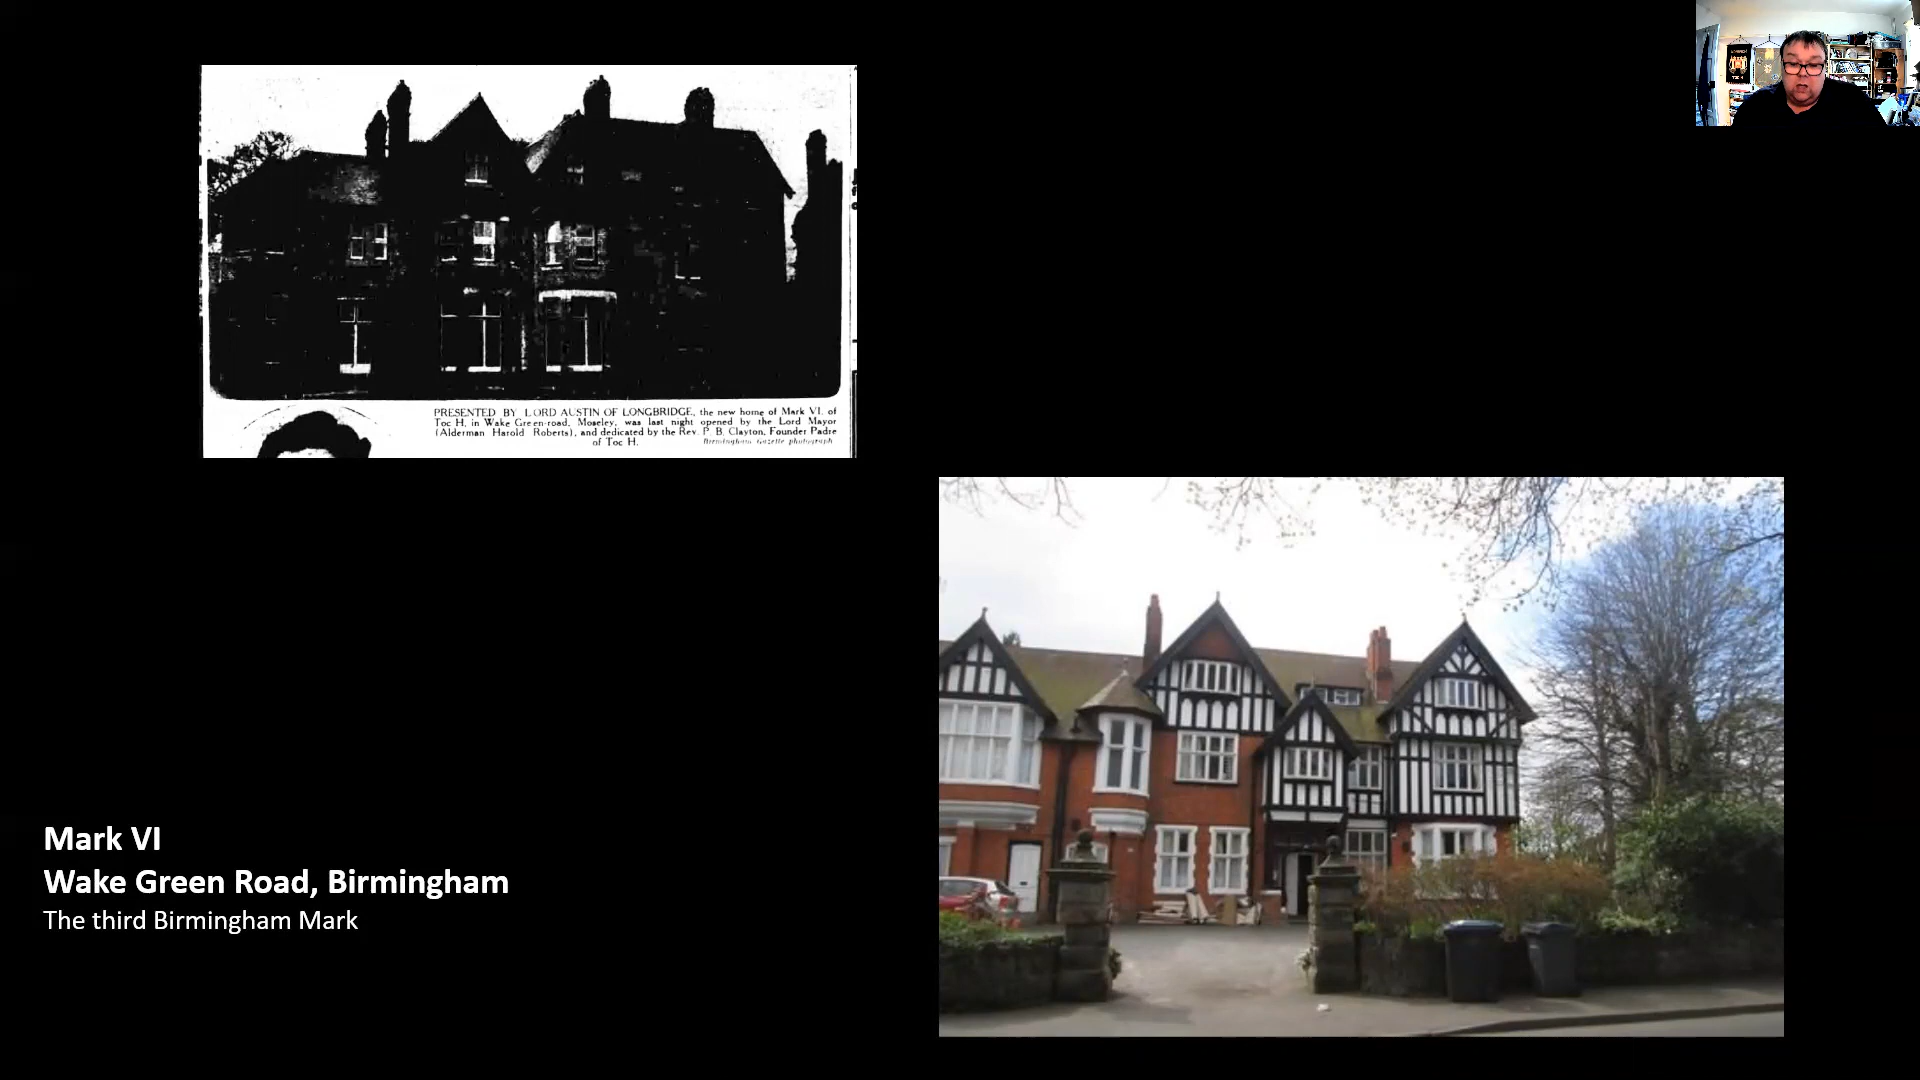 PRESENTED BY LORD AUSTIN OF LONGBRIDGE, the new home of Mark VI. of
Toc H, in Wake Green-road, Moseley, was last night opened by the Lord Mayor
(Alderman Harold Roberts), and dedicated by the Rev. P. B. Clayton, Founder Padre
of Toc H. Birmingham Gazette photograph
Mark VI
Wake Green Road, Birmingham
The third Birmingham Mark